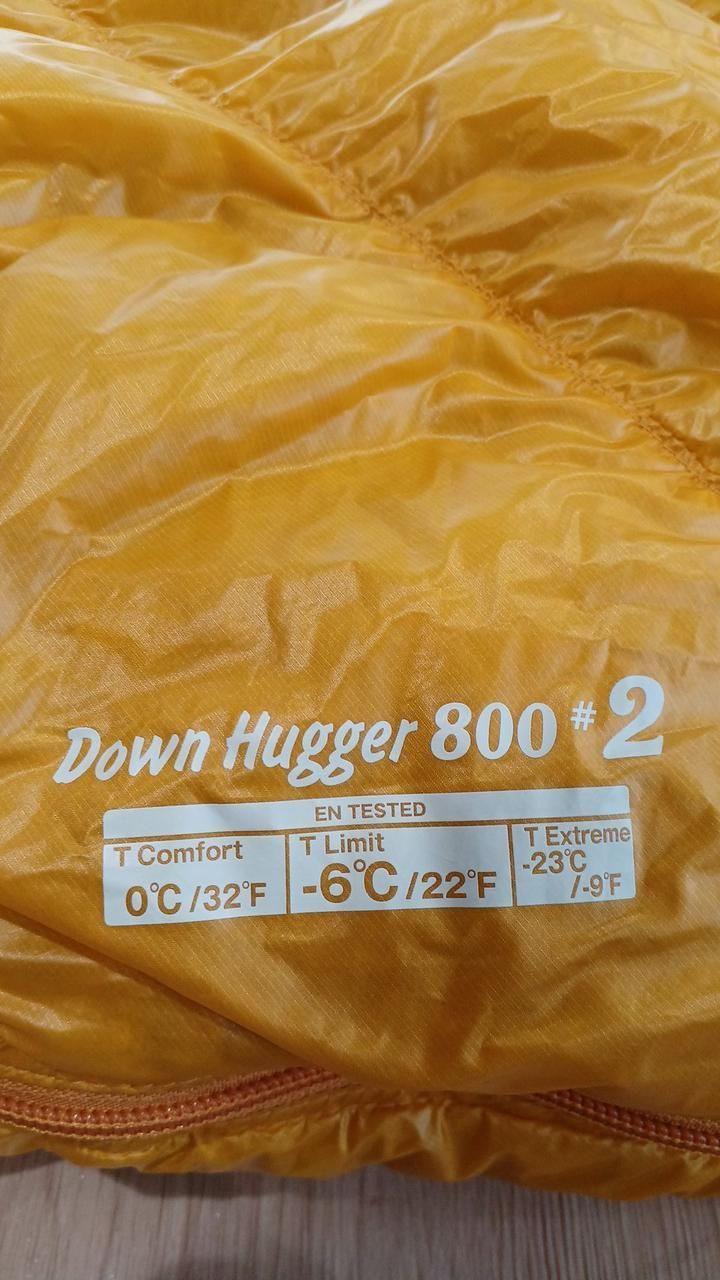 Down Hugger 800 #2
EN TESTED
T Comfort
0℃/32°F
T Limit
-6℃/22°F
T Extreme
-23℃
/-9°F